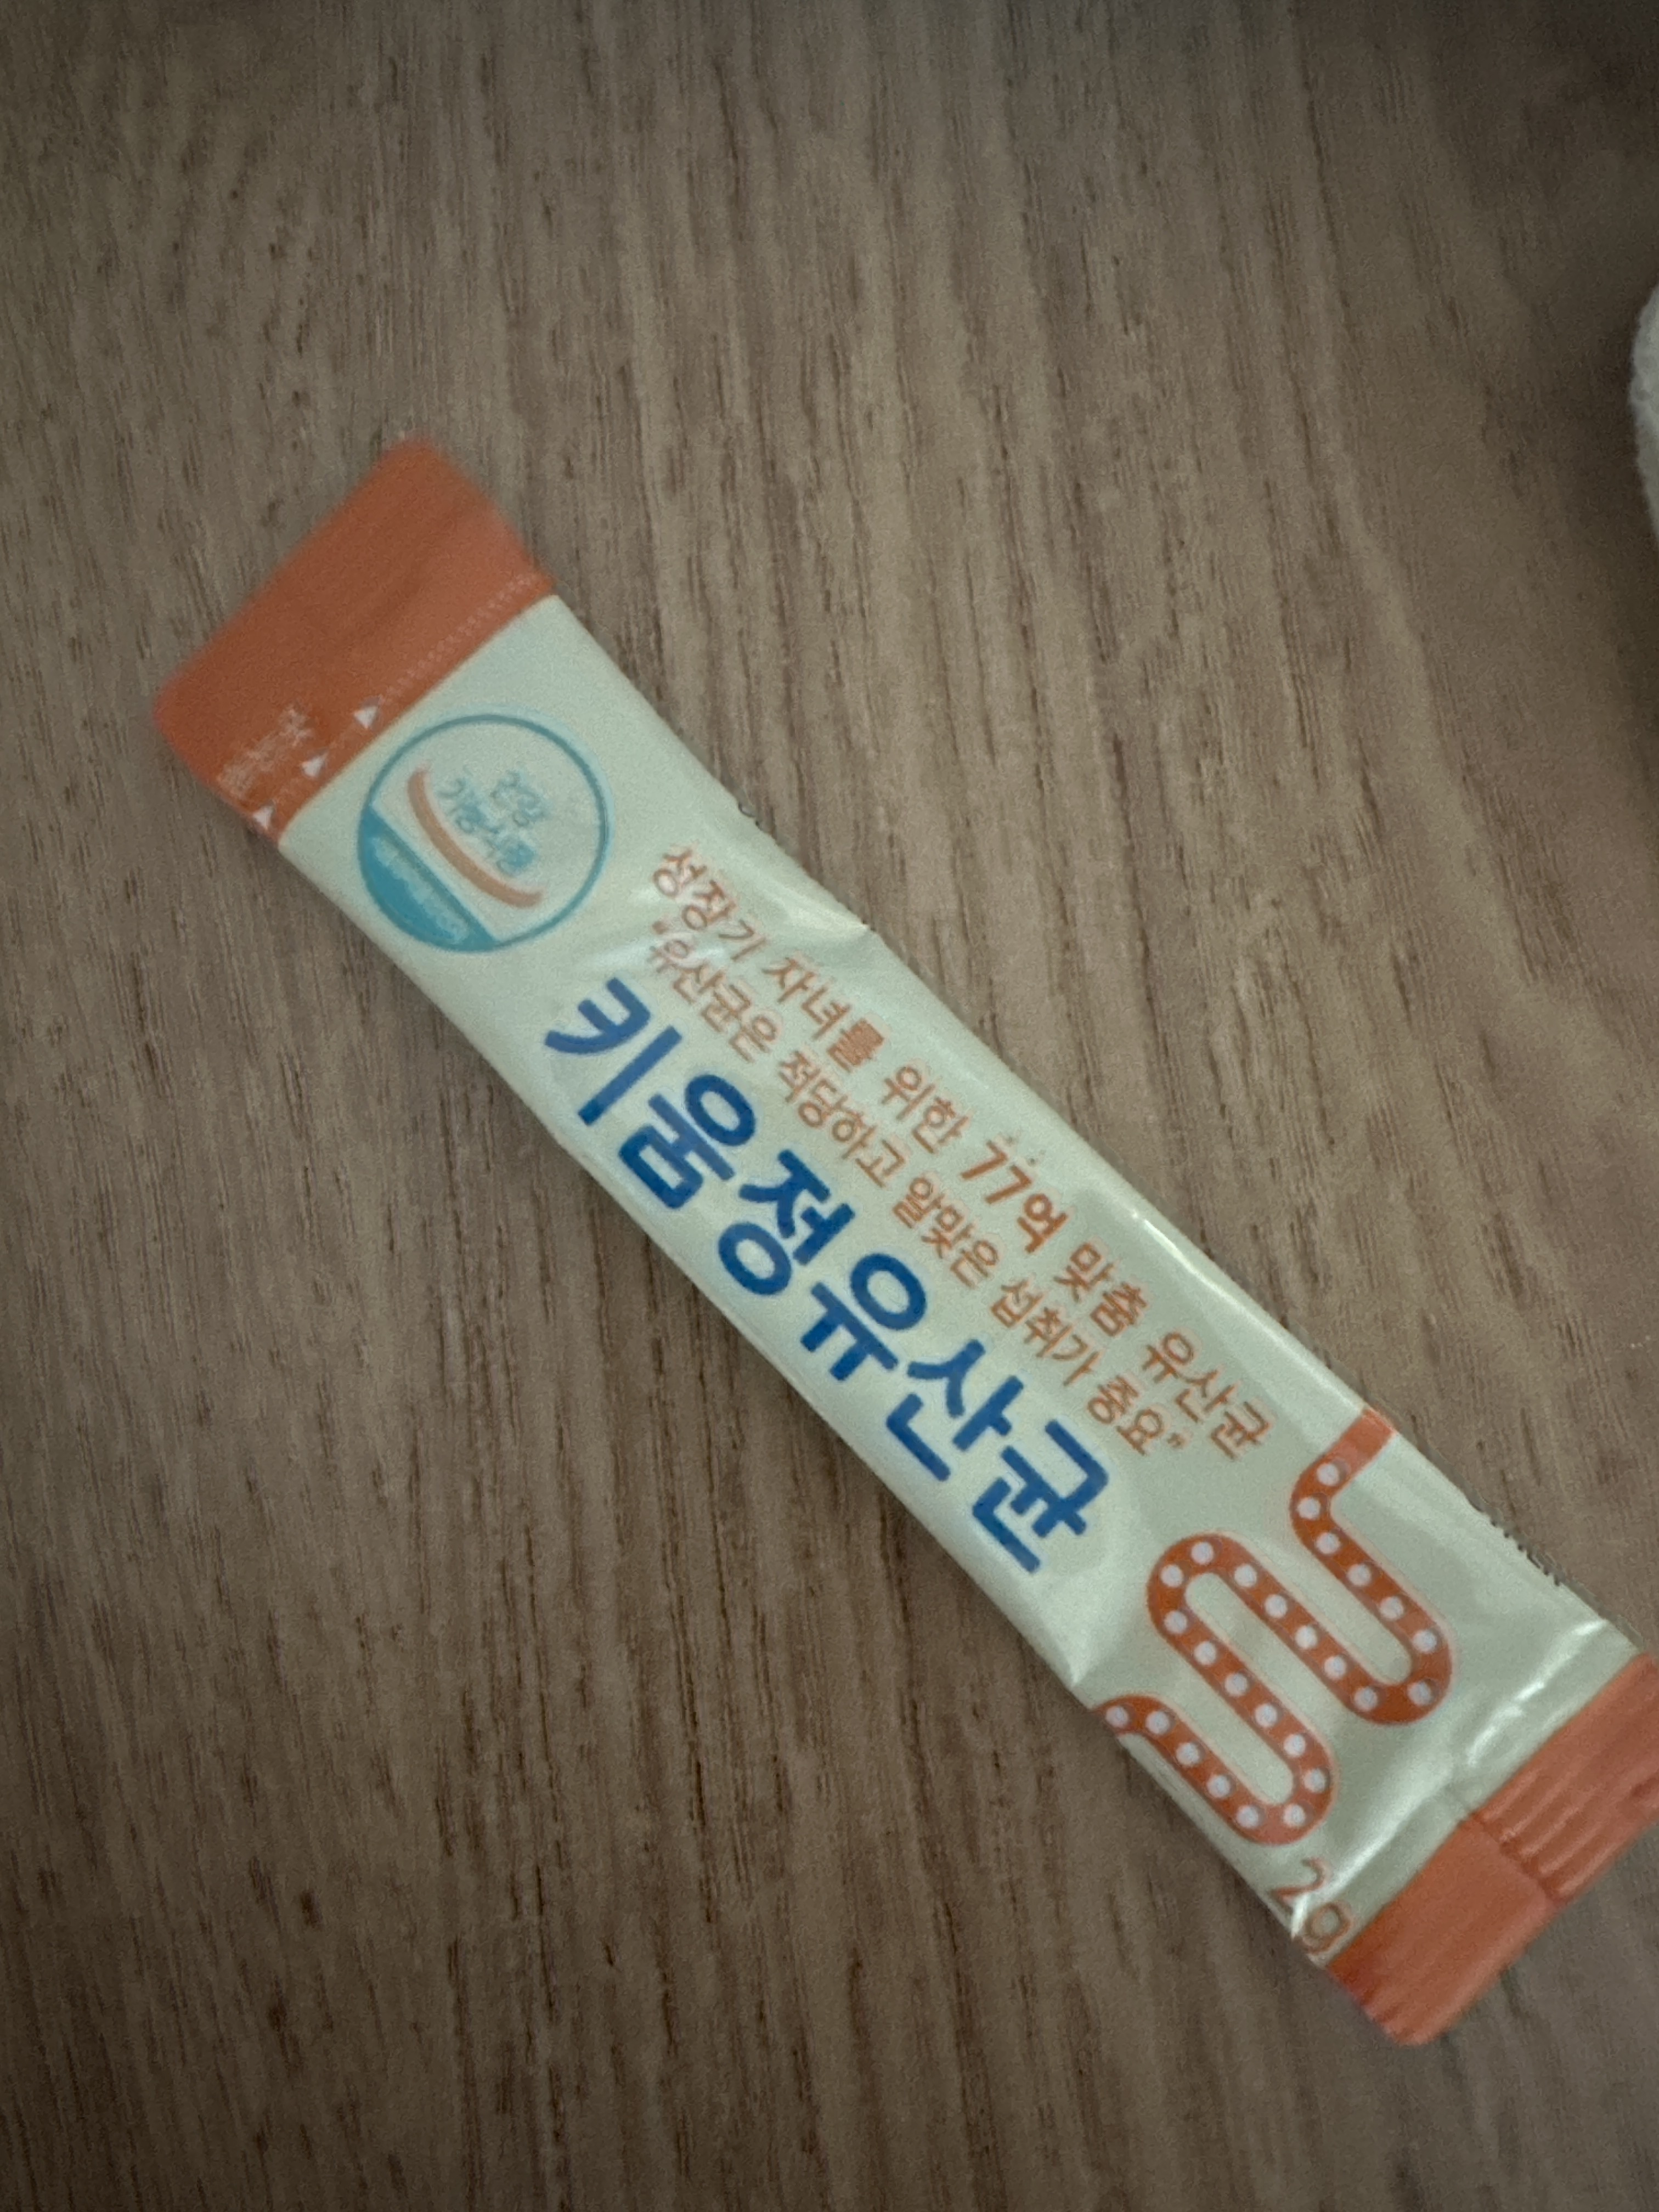 건강
기능식품
성장기 자녀를 위한 77억 맞춤 유산균
“유산균은 적당하고 알맞은 섭취가 중요”
키움정유산균
2g